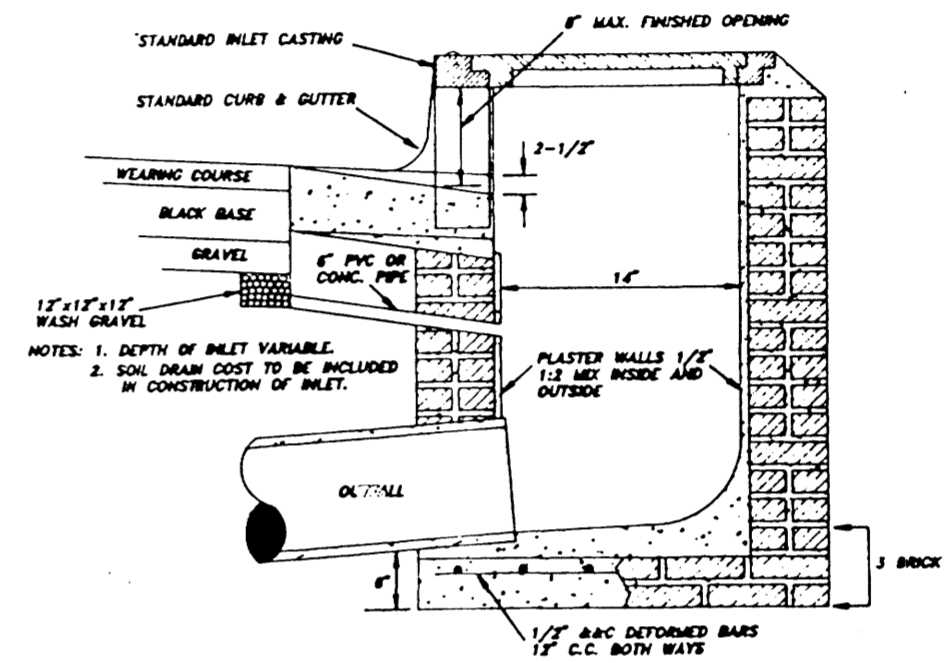 8" MAX. FINISHED OPENING
STANDARD INLET CASTING
STANDARD CURB & GUTTER
2-1/2"
WEARING COURSE
BLACK BASE
GRAVEL
6" PVC OR
CONC. PIPE
14"
12"x12"x12"
WASH GRAVEL
NOTES: 1. DEPTH OF INLET VARIABLE.
2. SOIL DRAIN COST TO BE INCLUDED
IN CONSTRUCTION OF INLET.
PLASTER WALLS 1/2"
1:2 MIX INSIDE AND
OUTSIDE
OUTFALL
3 BRICK
6"
1/2" DEFORMED BARS
12" C.C. BOTH WAYS